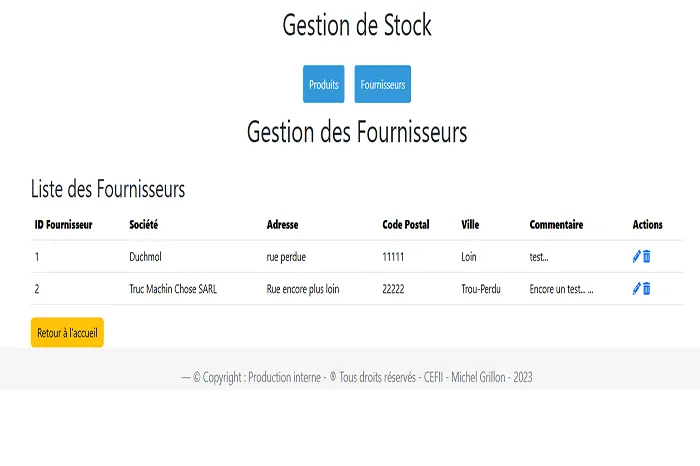 Gestion de Stock
Produits Fournisseurs
Gestion des Fournisseurs
Liste des Fournisseurs
ID Fournisseur Société Adresse Code Postal Ville Commentaire Actions
1 Duchmol rue perdue 11111 Loin test...
2 Truc Machin Chose SARL Rue encore plus loin 22222 Trou-Perdu Encore un test... ...
Retour à l'accueil
— © Copyright : Production interne - ® Tous droits réservés - CEFII - Michel Grillon - 2023